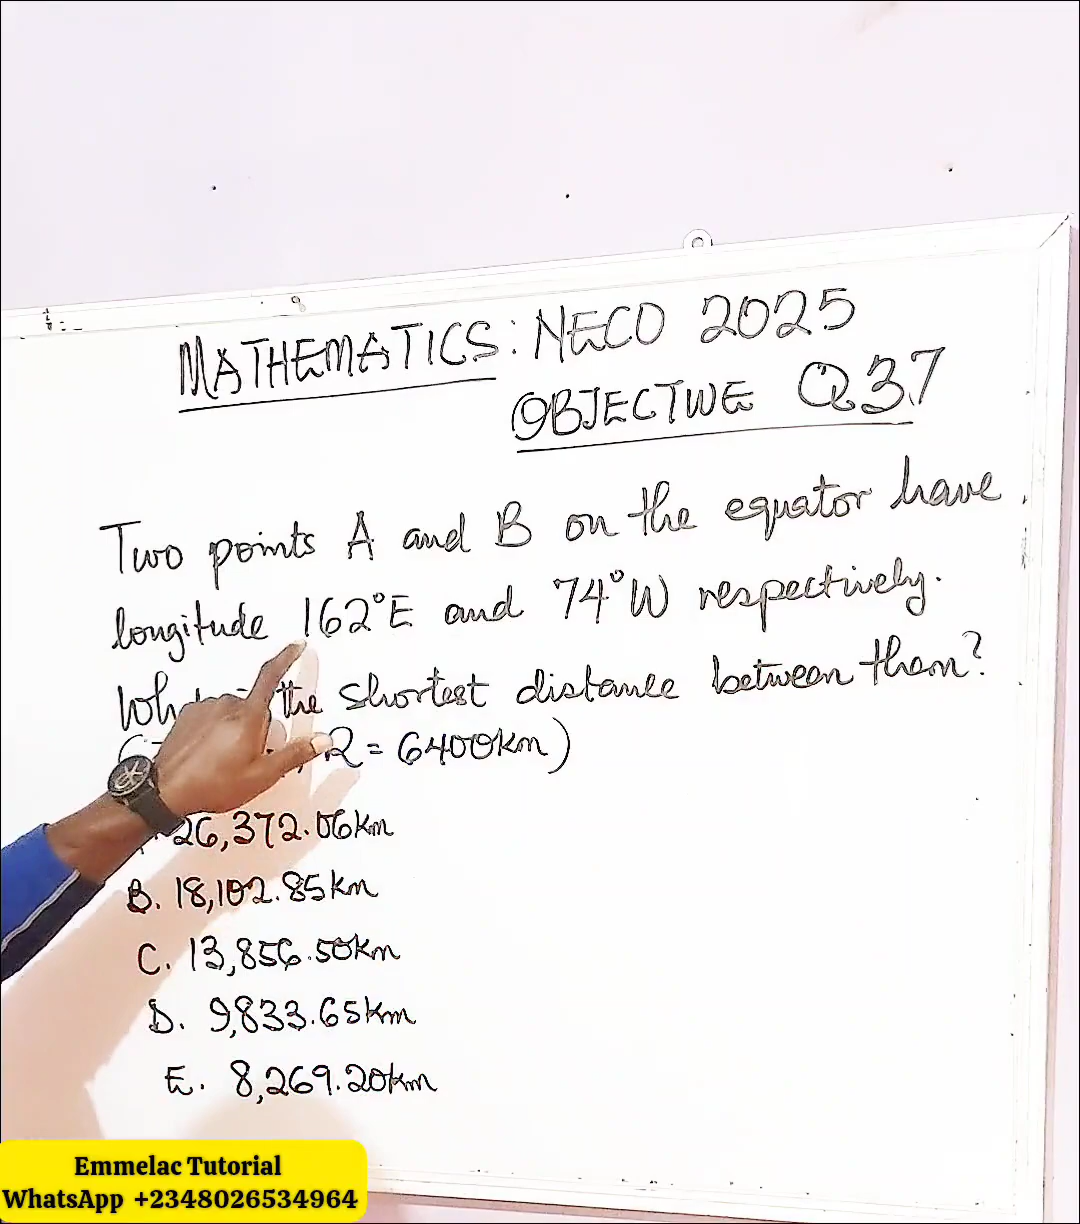 MATHEMATICS: NECO 2025
OBJECTIVE Q37
Two points A and B on the equator have
longitude 162°E and 74°W respectively.
the shortest distance between them?
R = 6400km)
26,372.06km
B. 18,102.85km
C. 13,856.50km
D. 9,833.65km
E. 8,269.20km
Emmelac Tutorial
WhatsApp +2348026534964